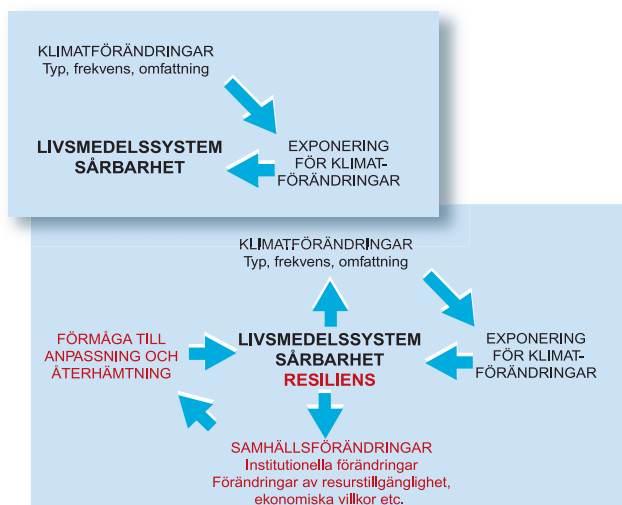 KLIMATFÖRÄNDRINGAR
Typ, frekvens, omfattning
LIVSMEDELSSYSTEM
SÅRBARHET
EXPONERING
FÖR KLIMAT-
FÖRÄNDRINGAR
KLIMATFÖRÄNDRINGAR
Typ, frekvens, omfattning
FÖRMÅGA TILL
ANPASSNING OCH
ÅTERHÄMTNING
LIVSMEDELSSYSTEM
SÅRBARHET
RESILIENS
EXPONERING
FÖR KLIMAT-
FÖRÄNDRINGAR
SAMHÄLLSFÖRÄNDRINGAR
Institutionella förändringar
Förändringar av resurstillgänglighet,
ekonomiska villkor etc.